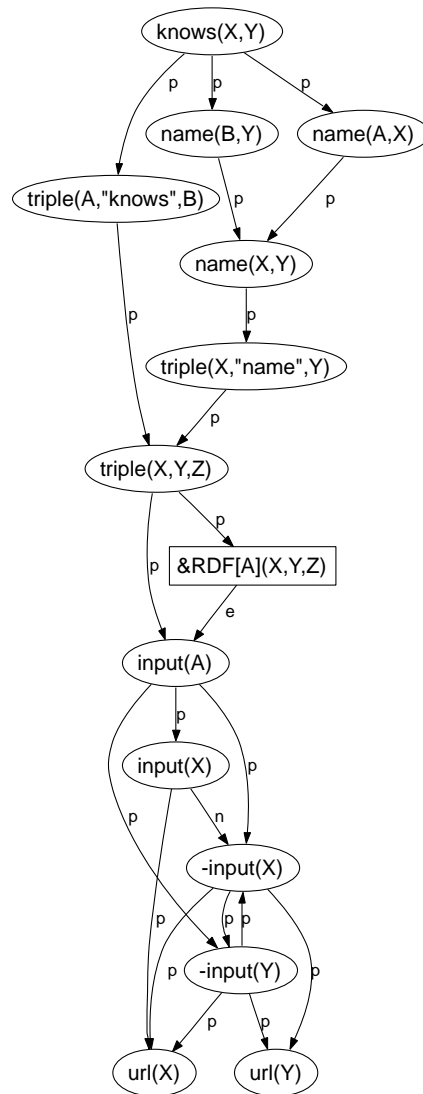 knows(X,Y)
p
p
p
name(B,Y)
name(A,X)
triple(A,"knows",B)
p
p
name(X,Y)
p
p
triple(X,"name",Y)
p
triple(X,Y,Z)
p
p
&RDF[A](X,Y,Z)
e
input(A)
p
p
p
input(X)
n
p
-input(X)
p
p
p
p
-input(Y)
p
p
url(X)
url(Y)